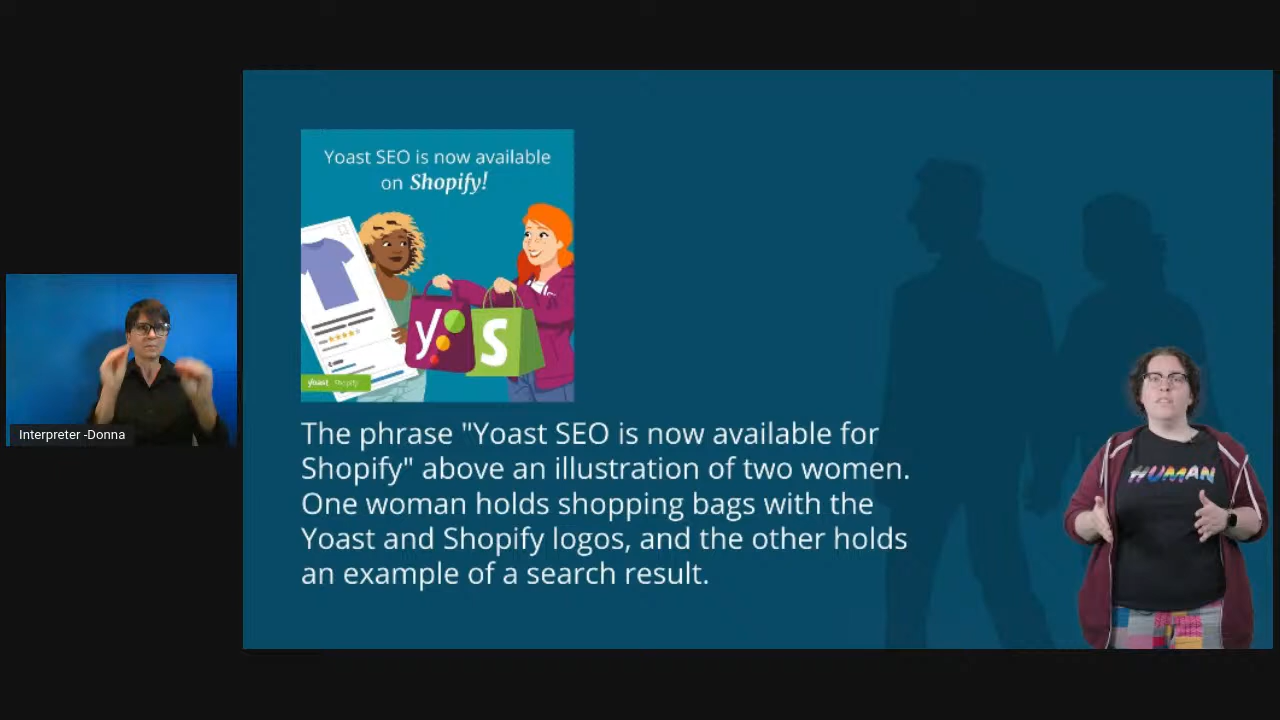 Yoast SEO is now available
on Shopify!
y
S
yoast shopify
The phrase "Yoast SEO is now available for
Shopify" above an illustration of two women.
One woman holds shopping bags with the
Yoast and Shopify logos, and the other holds
an example of a search result.
Interpreter -Donna
HUMAN